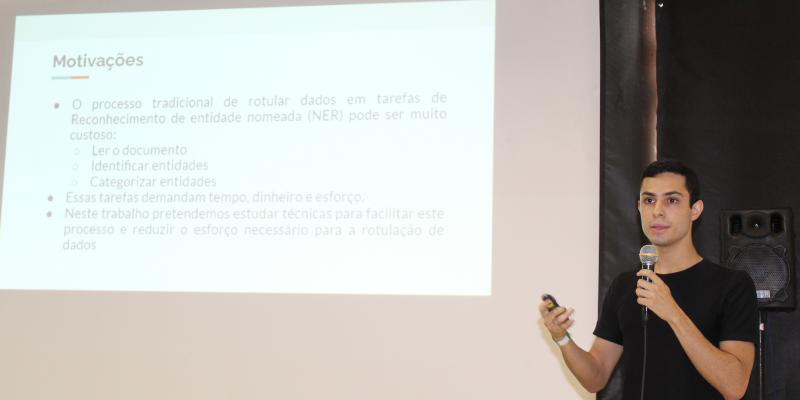 Motivações
● O processo tradicional de rotular dados em tarefas de
Reconhecimento de entidade nomeada (NER) pode ser muito
custoso:
○ Ler o documento
○ Identificar entidades
○ Categorizar entidades
● Essas tarefas demandam tempo, dinheiro e esforço.
● Neste trabalho pretendemos estudar técnicas para facilitar este
processo e reduzir o esforço necessário para a rotulação de
dados